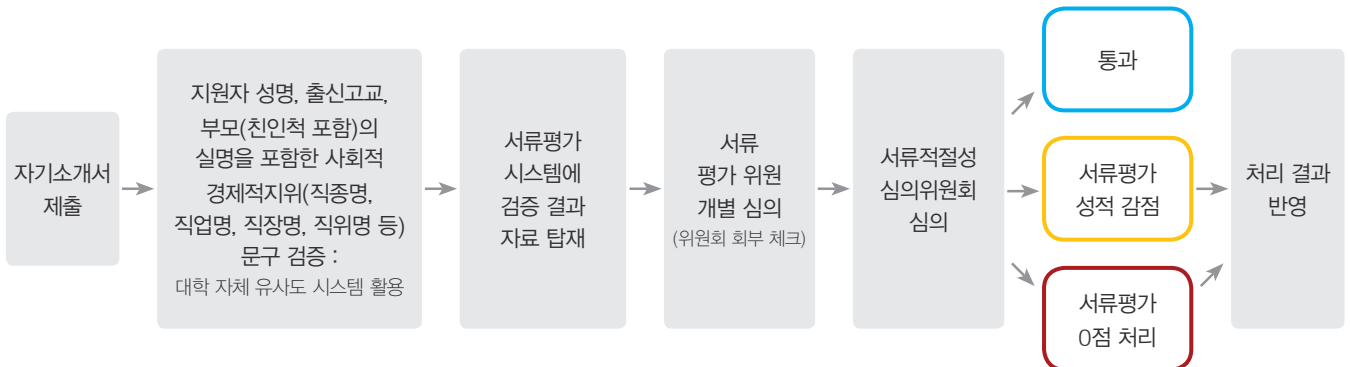 자기소개서
제출
지원자 성명, 출신고교,
부모(친인척 포함)의
실명을 포함한 사회적
경제적지위(직종명,
직업명, 직장명, 직위명 등)
문구 검증 :
대학 자체 유사도 시스템 활용
서류평가
시스템에
검증 결과
자료 탑재
서류
평가 위원
개별 심의
(위원회 회부 체크)
서류적절성
심의위원회
심의
통과
서류평가
성적 감점
서류평가
0점 처리
처리 결과
반영